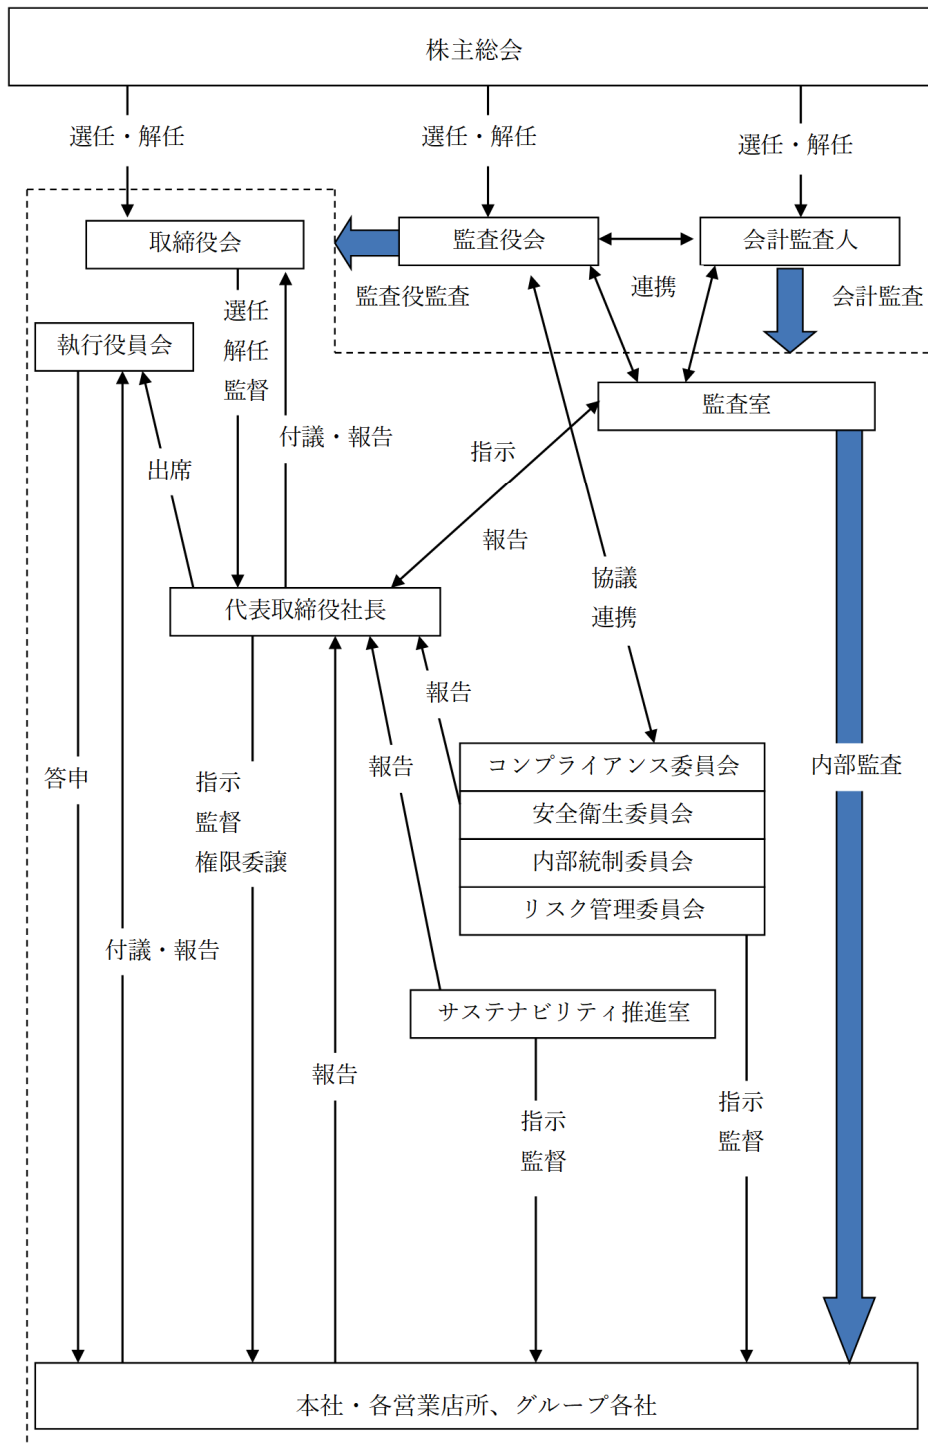 株主総会
選任・解任
選任・解任
選任・解任
取締役会
監査役会
会計監査人
監査役監査
連携
会計監査
選任
解任
監督
執行役員会
付議・報告
監査室
出席
指示
報告
協議
連携
代表取締役社長
報告
報告
コンプライアンス委員会
安全衛生委員会
内部統制委員会
リスク管理委員会
内部監査
答申
指示
監督
権限委譲
付議・報告
サステナビリティ推進室
報告
指示
監督
指示
監督
本社・各営業店所、グループ各社